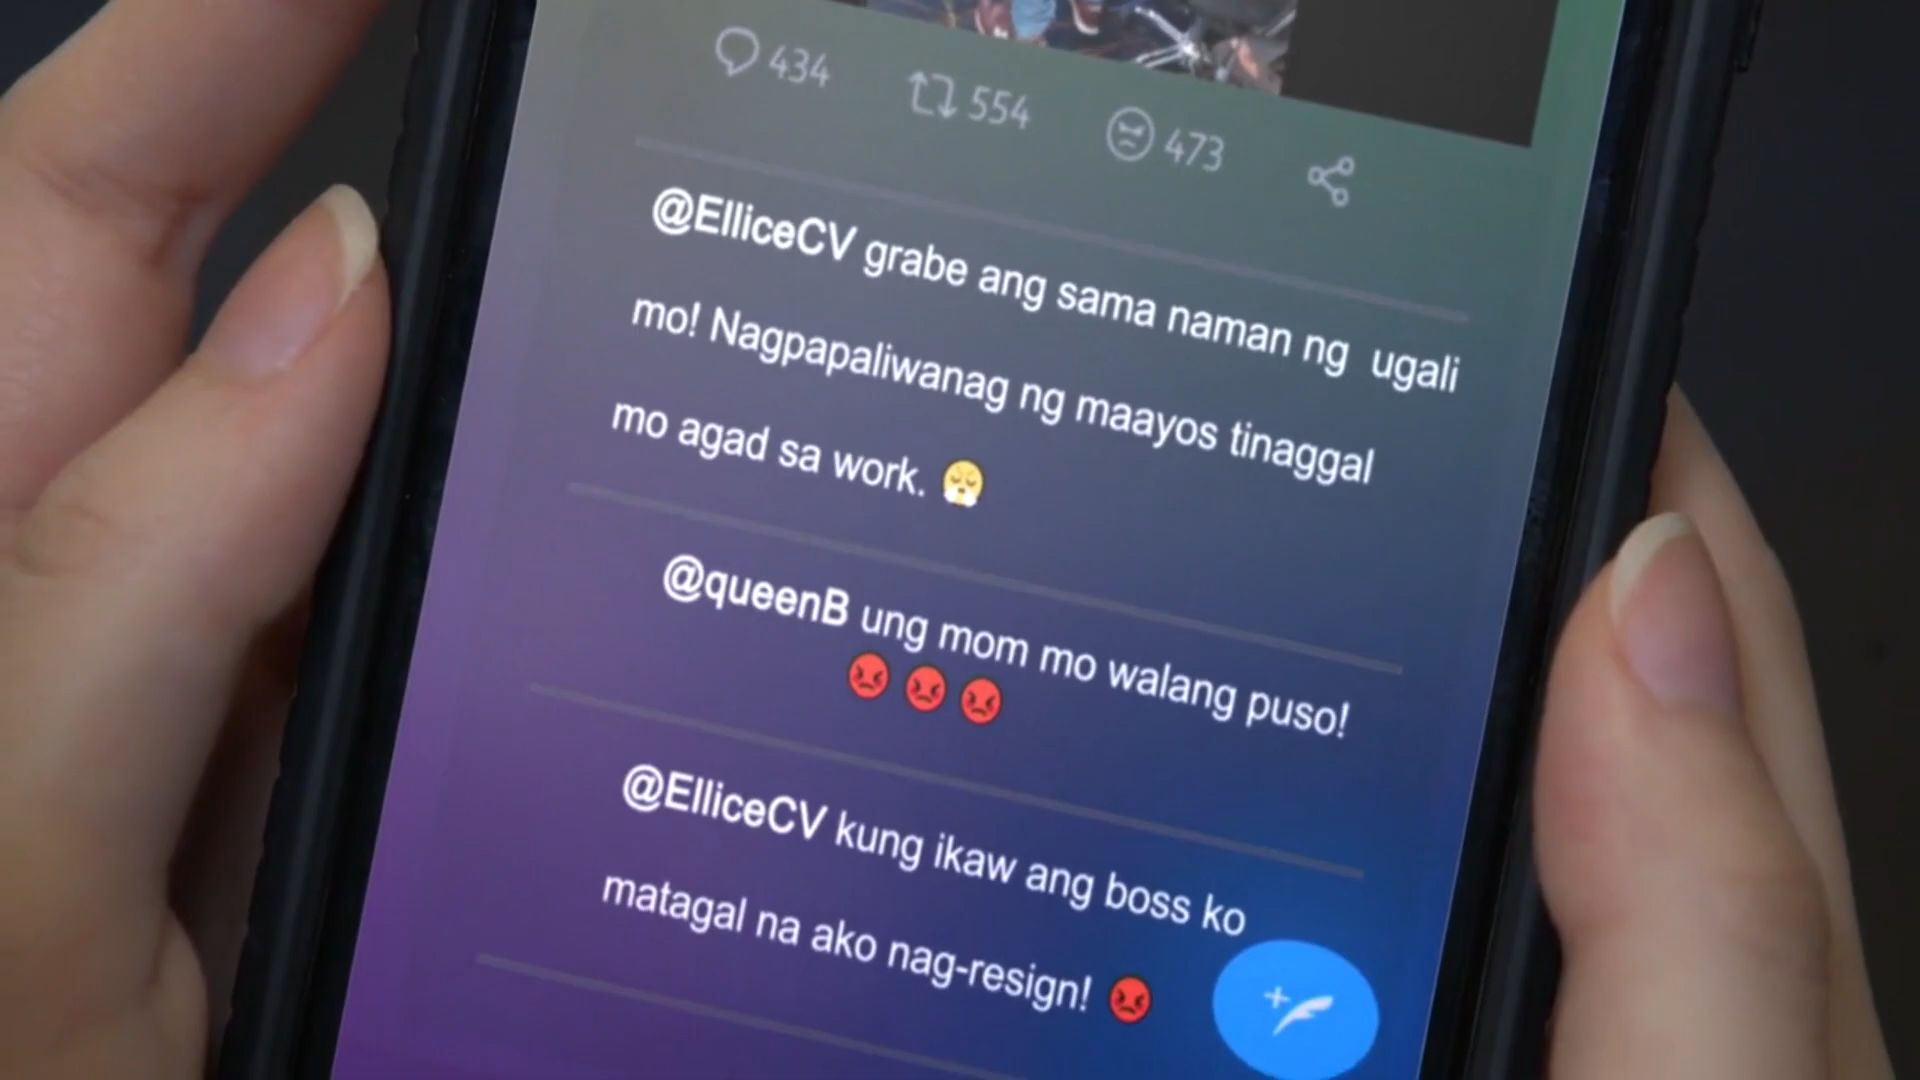 434 554 473
@ElliceCV grabe ang sama naman ng ugali
mo! Nagpapaliwanag ng maayos tinaggal
mo agad sa work. 😤
@queenB ung mom mo walang puso!
😡 😡 😡
@ElliceCV kung ikaw ang boss ko
matagal na ako nag-resign! 😡